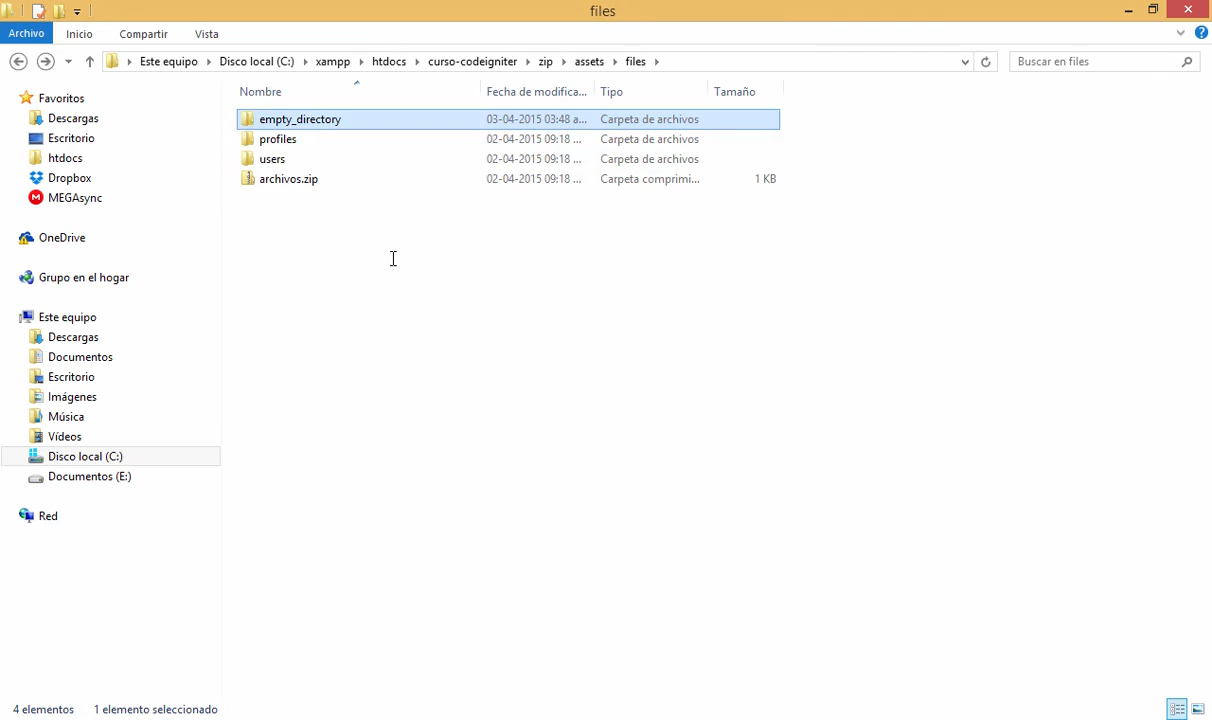 files
Archivo Inicio Compartir Vista
Este equipo Disco local (C:) xampp htdocs curso-codeigniter zip assets files
Buscar en files
Favoritos
Descargas
Escritorio
htdocs
Dropbox
MEGAsync
OneDrive
Grupo en el hogar
Este equipo
Descargas
Documentos
Escritorio
Imágenes
Música
Vídeos
Disco local (C:)
Documentos (E:)
Red
Nombre Fecha de modifica... Tipo Tamaño
empty_directory 03-04-2015 03:48 a... Carpeta de archivos
profiles 02-04-2015 09:18 ... Carpeta de archivos
users 02-04-2015 09:18 ... Carpeta de archivos
archivos.zip 02-04-2015 09:18 ... Carpeta comprimi... 1 KB
4 elementos 1 elemento seleccionado